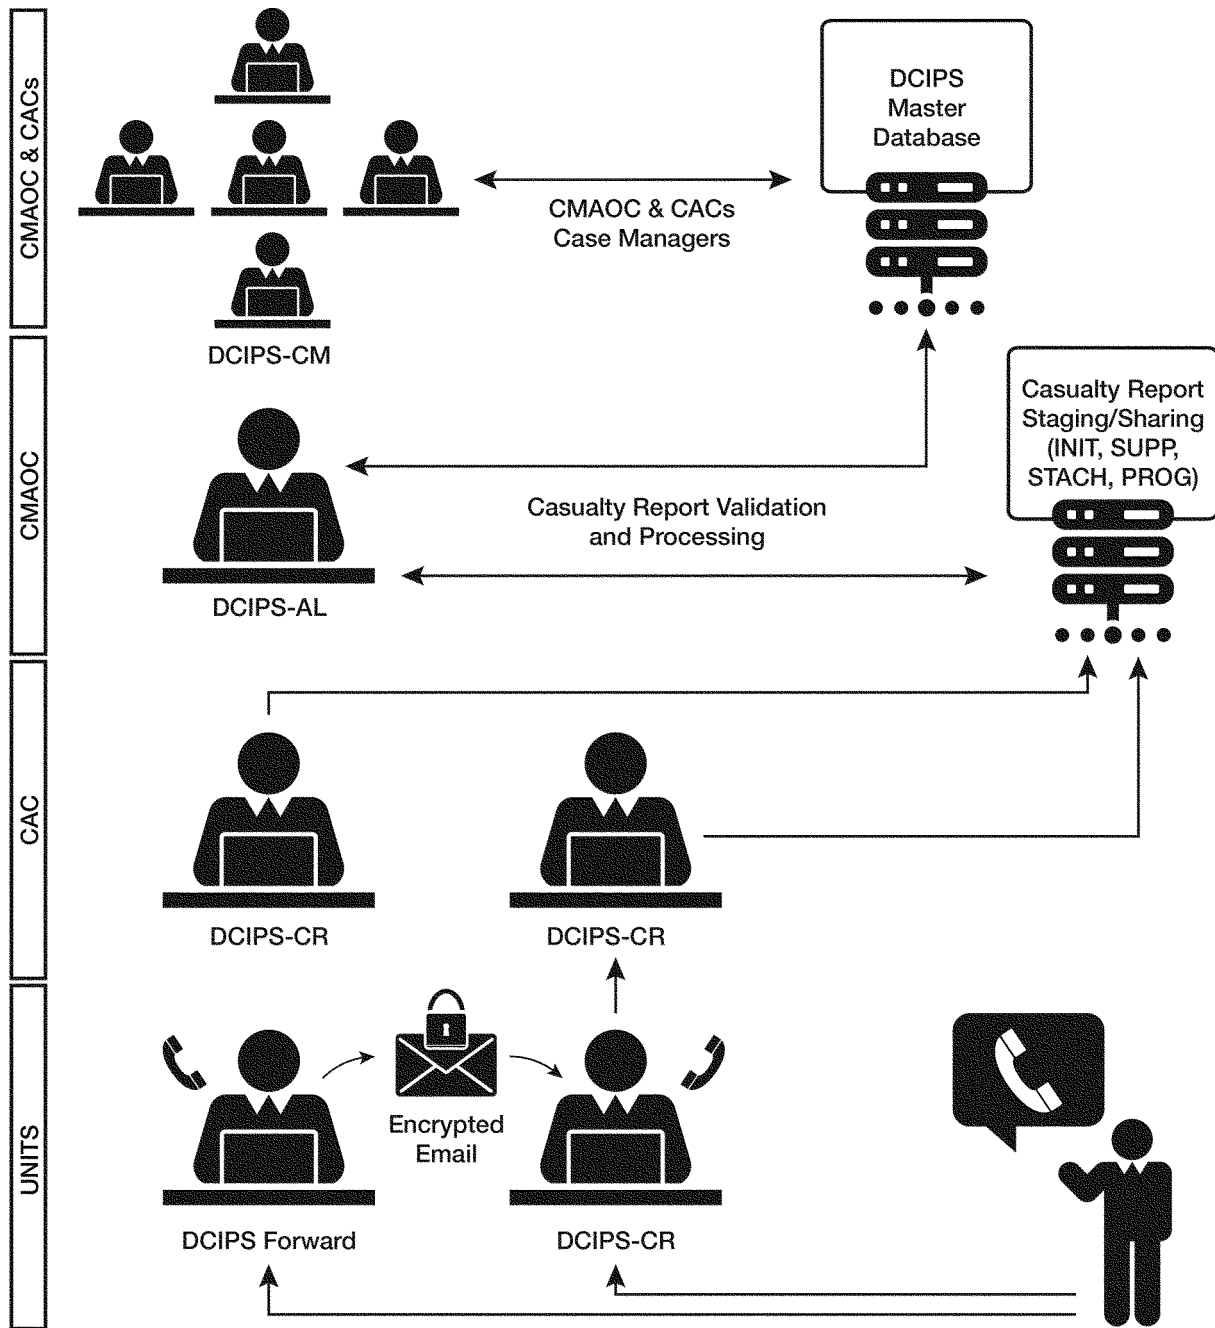 CMAOC & CACs
DCIPS
Master
Database
CMAOC & CACs
Case Managers
DCIPS-CM
CMAOC
Casualty Report
Staging/Sharing
(INIT, SUPP,
STACH, PROG)
Casualty Report Validation
and Processing
DCIPS-AL
CAC
DCIPS-CR
DCIPS-CR
UNITS
Encrypted
Email
DCIPS Forward
DCIPS-CR